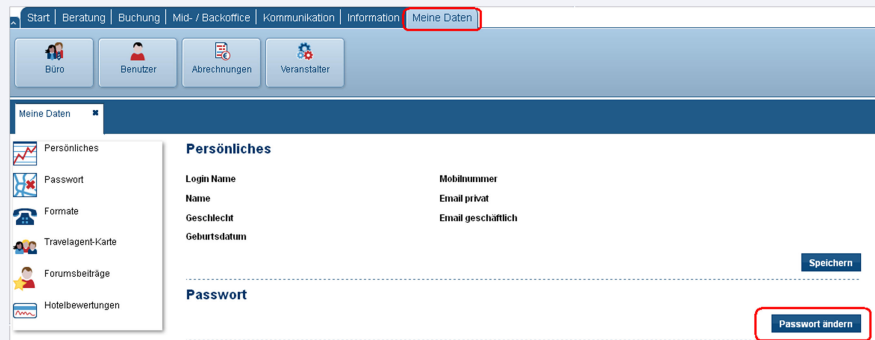 Start | Beratung | Buchung | Mid- / Backoffice | Kommunikation | Information | Meine Daten
Büro Benutzer Abrechnungen Veranstalter
Meine Daten
Persönliches
Passwort
Formate
Travelagent-Karte
Forumsbeiträge
Hotelbewertungen
Persönliches
Login Name Mobilnummer
Name Email privat
Geschlecht Email geschäftlich
Geburtsdatum
Speichern
Passwort
Passwort ändern